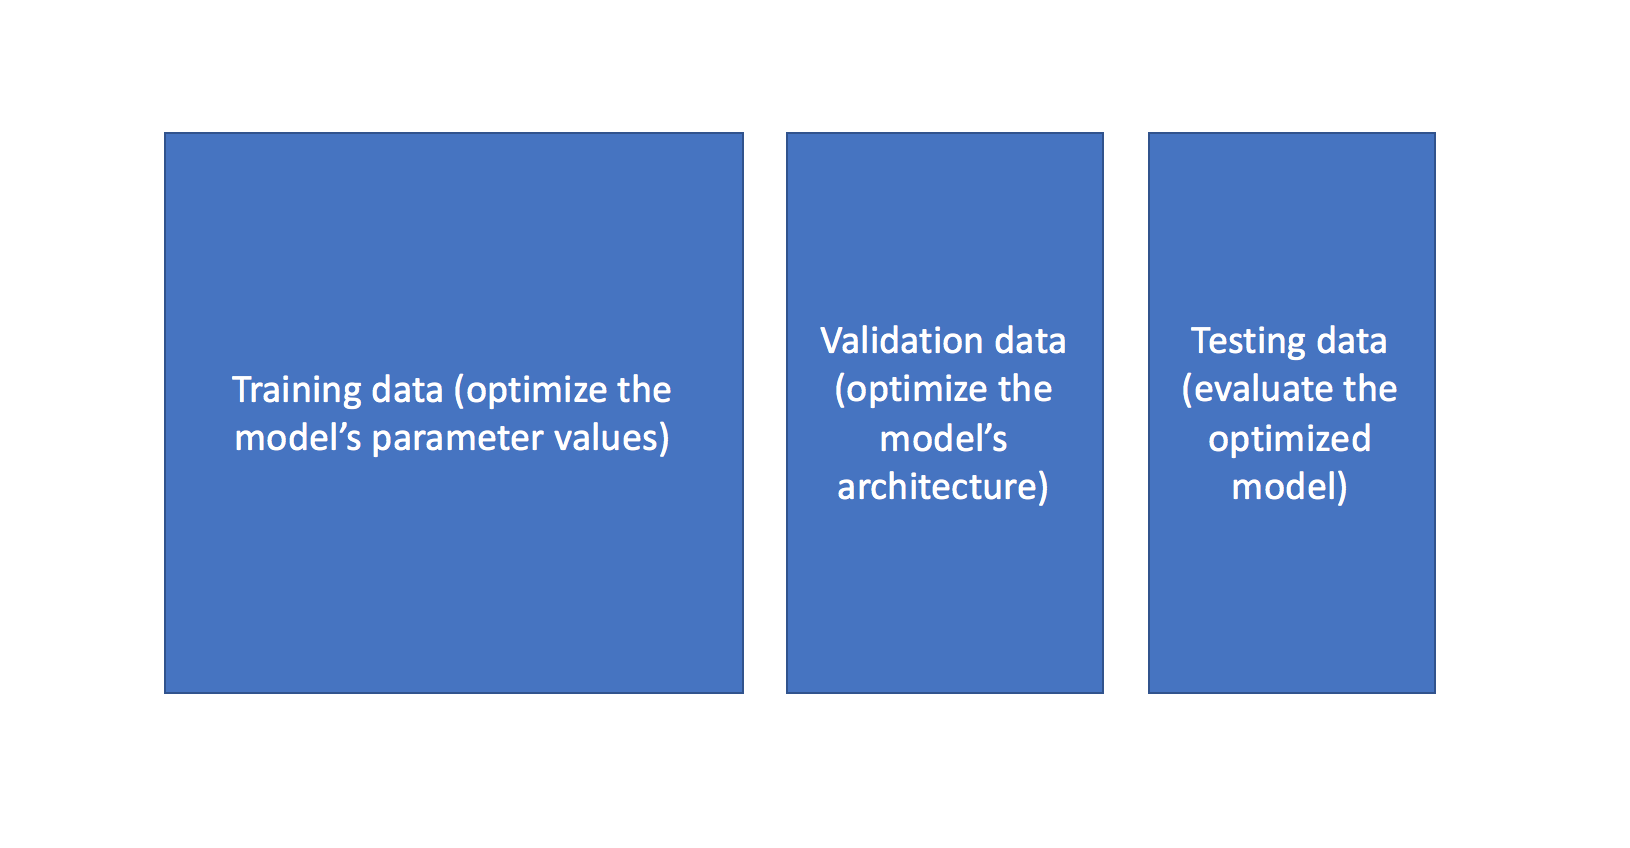 Training data (optimize the
model’s parameter values)
Validation data
(optimize the
model’s
architecture)
Testing data
(evaluate the
optimized
model)